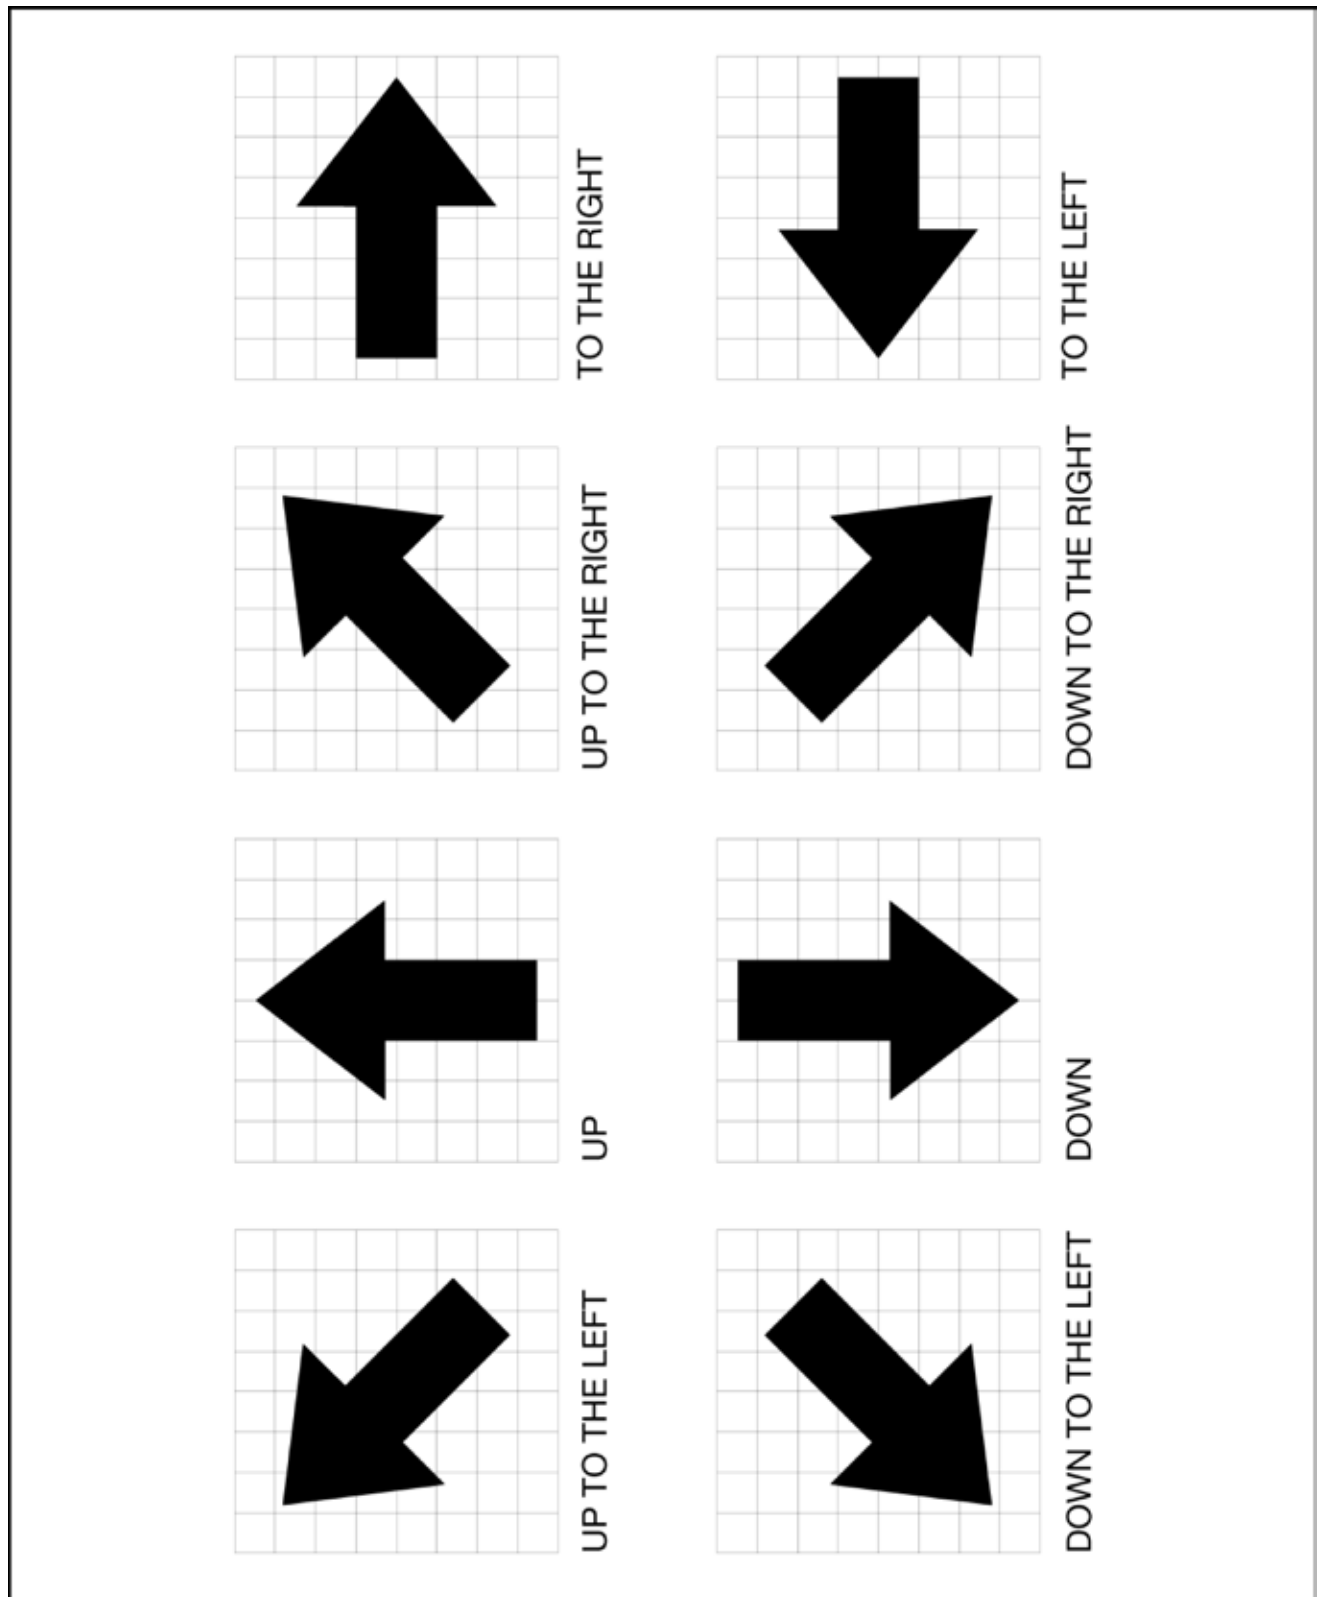 UP TO THE LEFT
UP
UP TO THE RIGHT
TO THE RIGHT
DOWN TO THE LEFT
DOWN
DOWN TO THE RIGHT
TO THE LEFT